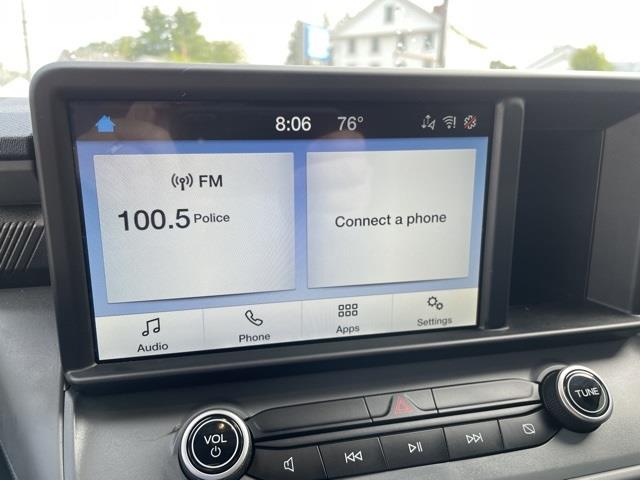 8:06 76°
FM
100.5 Police
Connect a phone
Audio
Phone
Apps
Settings
TUNE
VOL